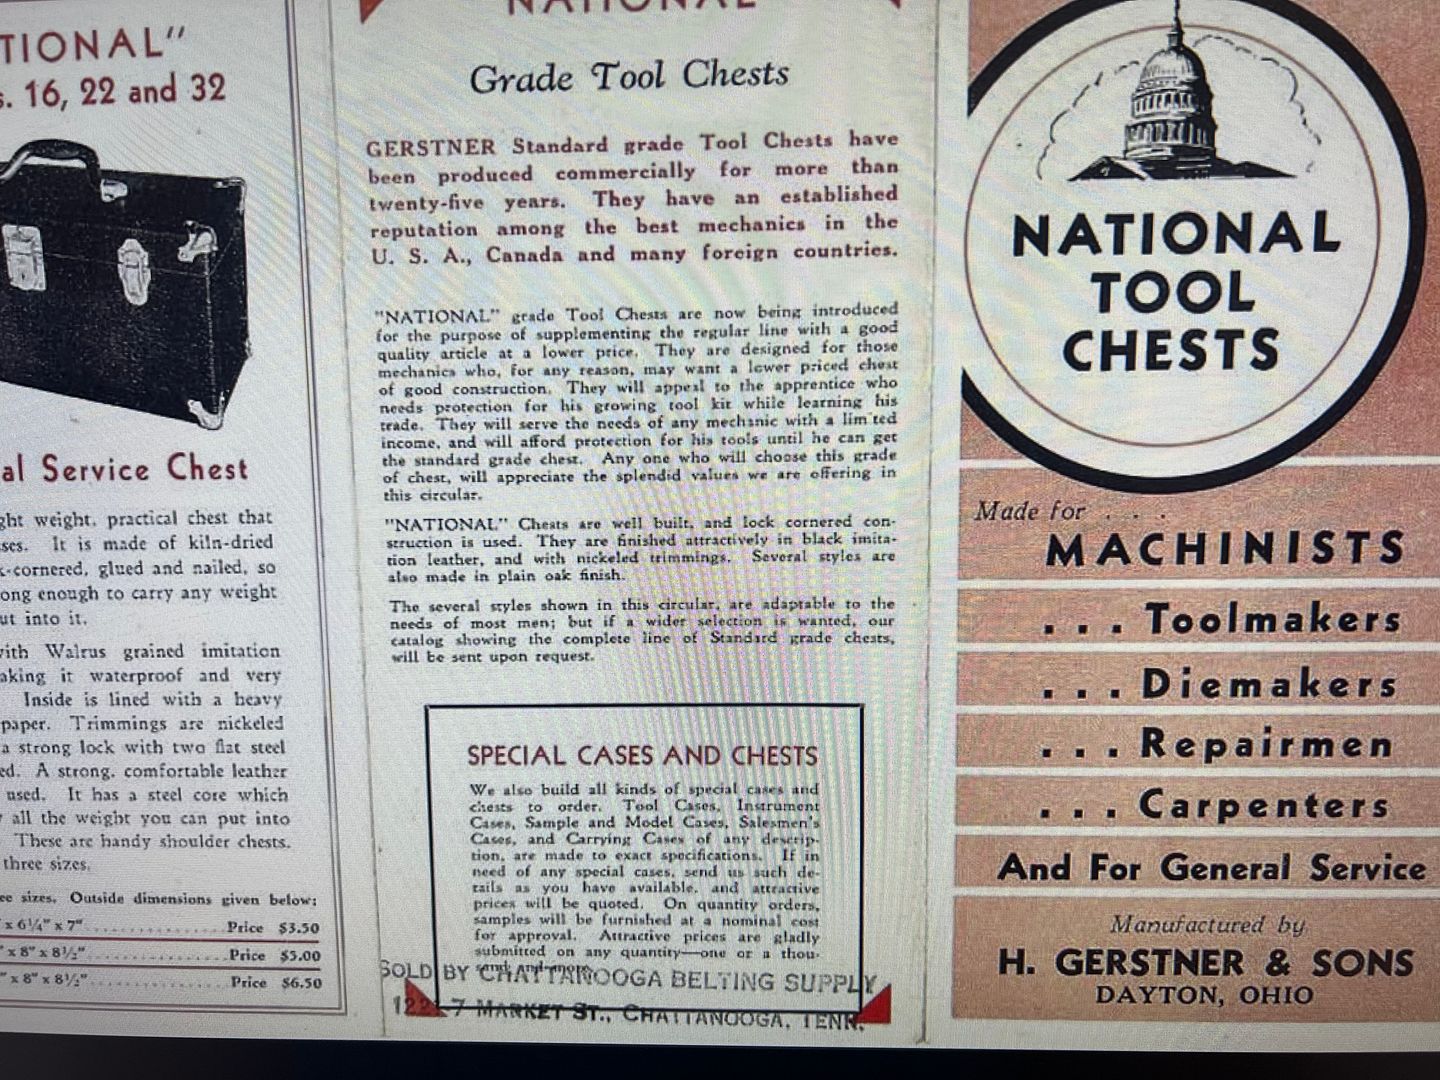 TIONAL"
s. 16, 22 and 32
al Service Chest
ght weight, practical chest that
ses. It is made of kiln-dried
k-cornered, glued and nailed, so
ong enough to carry any weight
ut into it.
with Walrus grained imitation
aking it waterproof and very
Inside is lined with a heavy
paper. Trimmings are nickeled
a strong lock with two flat steel
ed. A strong, comfortable leather
used. It has a steel core which
all the weight you can put into
These are handy shoulder chests.
three sizes.
ee sizes. Outside dimensions given below:
" x 6¼" x 7" Price $3.50
" x 8" x 8½" Price $5.00
" x 8" x 8½" Price $6.50
NATIONAL
Grade Tool Chests
GERSTNER Standard grade Tool Chests have
been produced commercially for more than
twenty-five years. They have an established
reputation among the best mechanics in the
U. S. A., Canada and many foreign countries.
"NATIONAL" grade Tool Chests are now being introduced
for the purpose of supplementing the regular line with a good
quality article at a lower price. They are designed for those
mechanics who, for any reason, may want a lower priced chest
of good construction. They will appeal to the apprentice who
needs protection for his growing tool kit while learning his
trade. They will serve the needs of any mechanic with a limited
income, and will afford protection for his tools until he can get
the standard grade chest. Any one who will choose this grade
of chest, will appreciate the splendid values we are offering in
this circular.
"NATIONAL" Chests are well built, and lock cornered con-
struction is used. They are finished attractively in black imita-
tion leather, and with nickeled trimmings. Several styles are
also made in plain oak finish.
The several styles shown in this circular, are adaptable to the
needs of most men; but if a wider selection is wanted, our
catalog showing the complete line of Standard grade chests,
will be sent upon request.
SPECIAL CASES AND CHESTS
We also build all kinds of special cases and
chests to order. Tool Cases, Instrument
Cases, Sample and Model Cases, Salesmen's
Cases, and Carrying Cases of any descrip-
tion, are made to exact specifications. If in
need of any special cases, send us such de-
tails as you have available, and attractive
prices will be quoted. On quantity orders,
samples will be furnished at a nominal cost
for approval. Attractive prices are gladly
submitted on any quantity—one or a thou-
sand and more.
SOLD BY CHATTANOOGA BELTING SUPPLY
7 MARKET ST., CHATTANOOGA, TENN.
NATIONAL
TOOL
CHESTS
Made for . . .
MACHINISTS
. . . Toolmakers
. . . Diemakers
. . . Repairmen
. . . Carpenters
And For General Service
Manufactured by
H. GERSTNER & SONS
DAYTON, OHIO